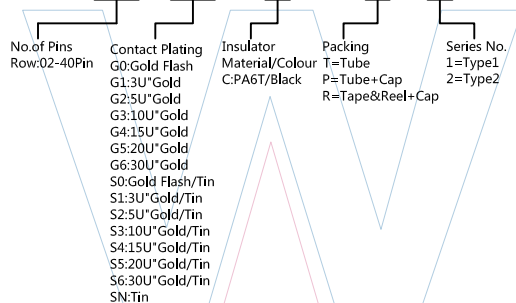 No.of Pins
Row:02-40Pin
Contact Plating
G0:Gold Flash
G1:3U"Gold
G2:5U"Gold
G3:10U"Gold
G4:15U"Gold
G5:20U"Gold
G6:30U"Gold
S0:Gold Flash/Tin
S1:3U"Gold/Tin
S2:5U"Gold/Tin
S3:10U"Gold/Tin
S4:15U"Gold/Tin
S5:20U"Gold/Tin
S6:30U"Gold/Tin
SN:Tin
Insulator
Material/Colour
C:PA6T/Black
Packing
T=Tube
P=Tube+Cap
R=Tape&Reel+Cap
Series No.
1=Type1
2=Type2